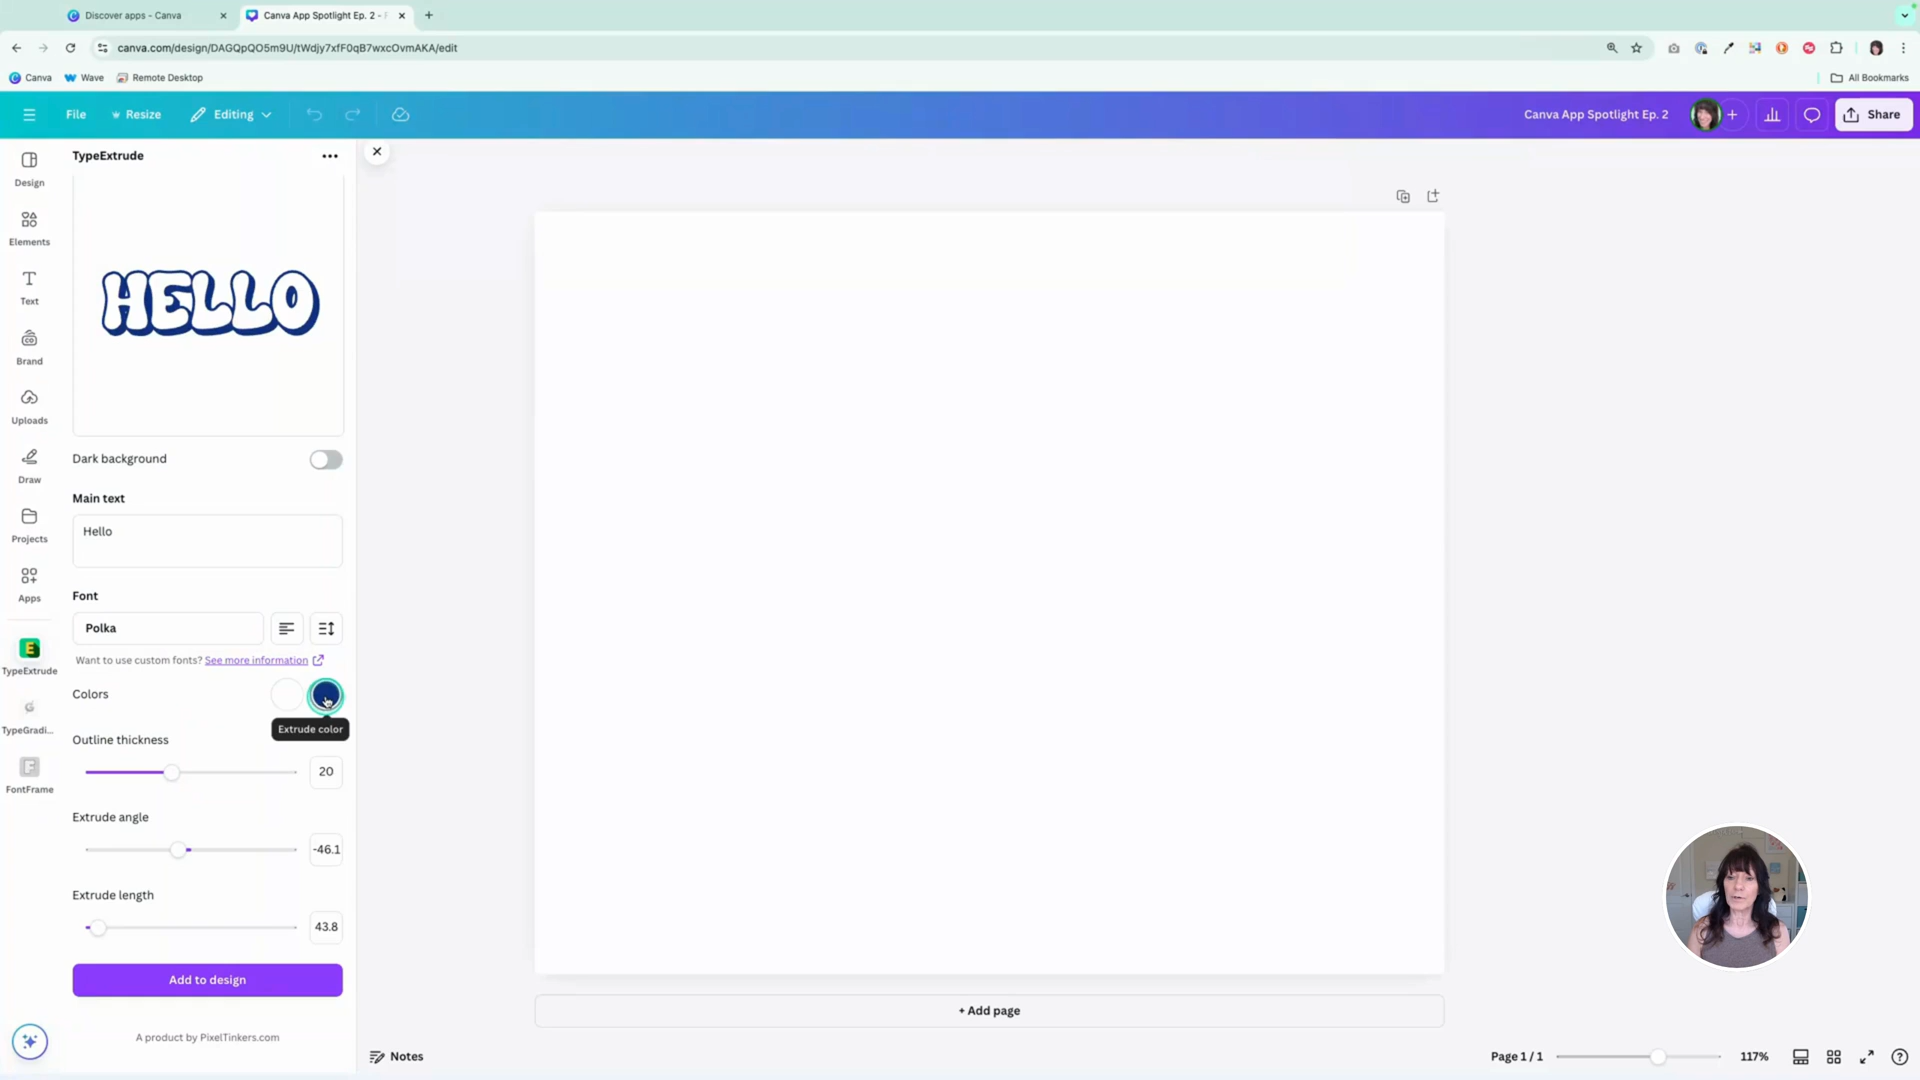 Discover apps - Canva
Canva App Spotlight Ep. 2 -
canva.com/design/DAGQpQO5m9U/tWdjy7xfF0qB7wxcOvmAKA/edit
Canva
Wave
Remote Desktop
All Bookmarks
File
Resize
Editing
Canva App Spotlight Ep. 2
Share
Design
Elements
Text
Brand
Uploads
Draw
Projects
Apps
TypeExtrude
TypeGradi...
FontFrame
TypeExtrude
HELLO
Dark background
Main text
Hello
Font
Polka
Want to use custom fonts? See more information
Colors
Extrude color
Outline thickness
20
Extrude angle
-46.1
Extrude length
43.8
Add to design
A product by PixelTinkers.com
+ Add page
Notes
Page 1 / 1
117%